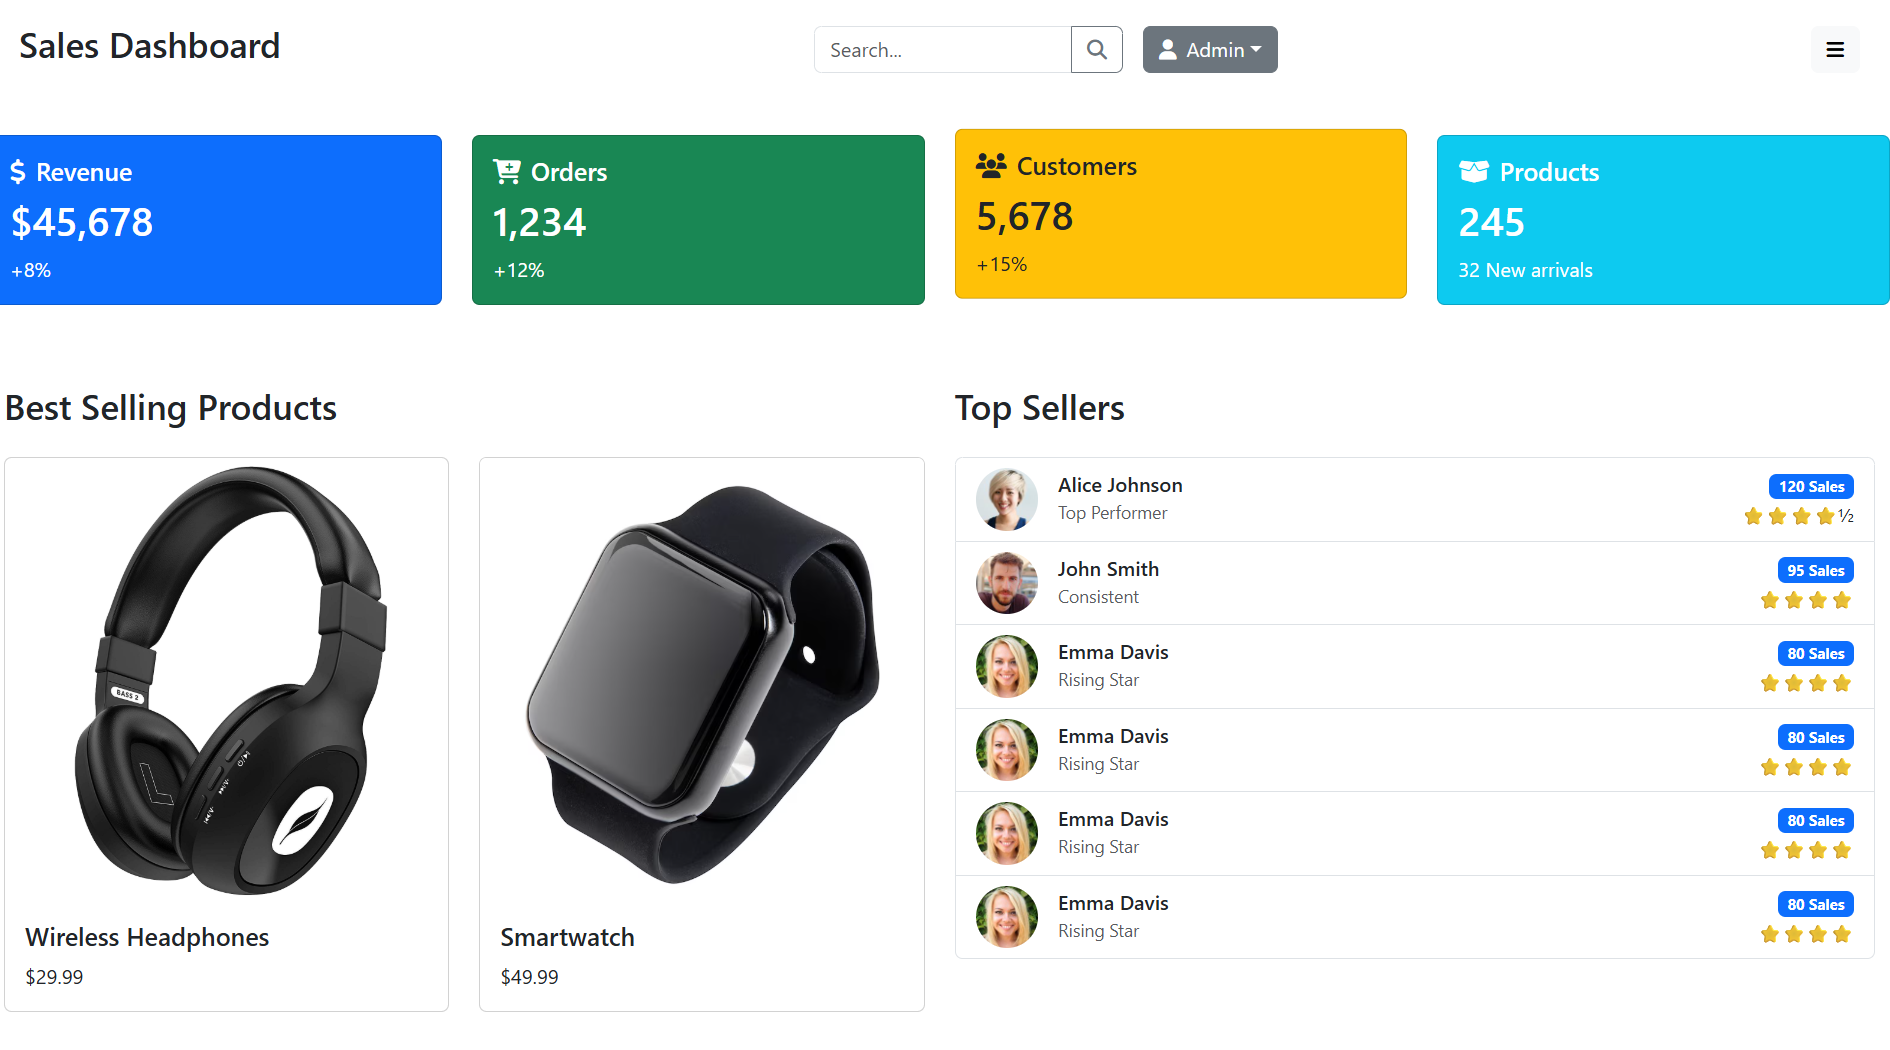 Sales Dashboard
Search...
Admin
Revenue
$45,678
+8%
Orders
1,234
+12%
Customers
5,678
+15%
Products
245
32 New arrivals
Best Selling Products
BASS 2
Wireless Headphones
$29.99
Smartwatch
$49.99
Top Sellers
Alice Johnson
Top Performer
120 Sales
½
John Smith
Consistent
95 Sales
Emma Davis
Rising Star
80 Sales
Emma Davis
Rising Star
80 Sales
Emma Davis
Rising Star
80 Sales
Emma Davis
Rising Star
80 Sales